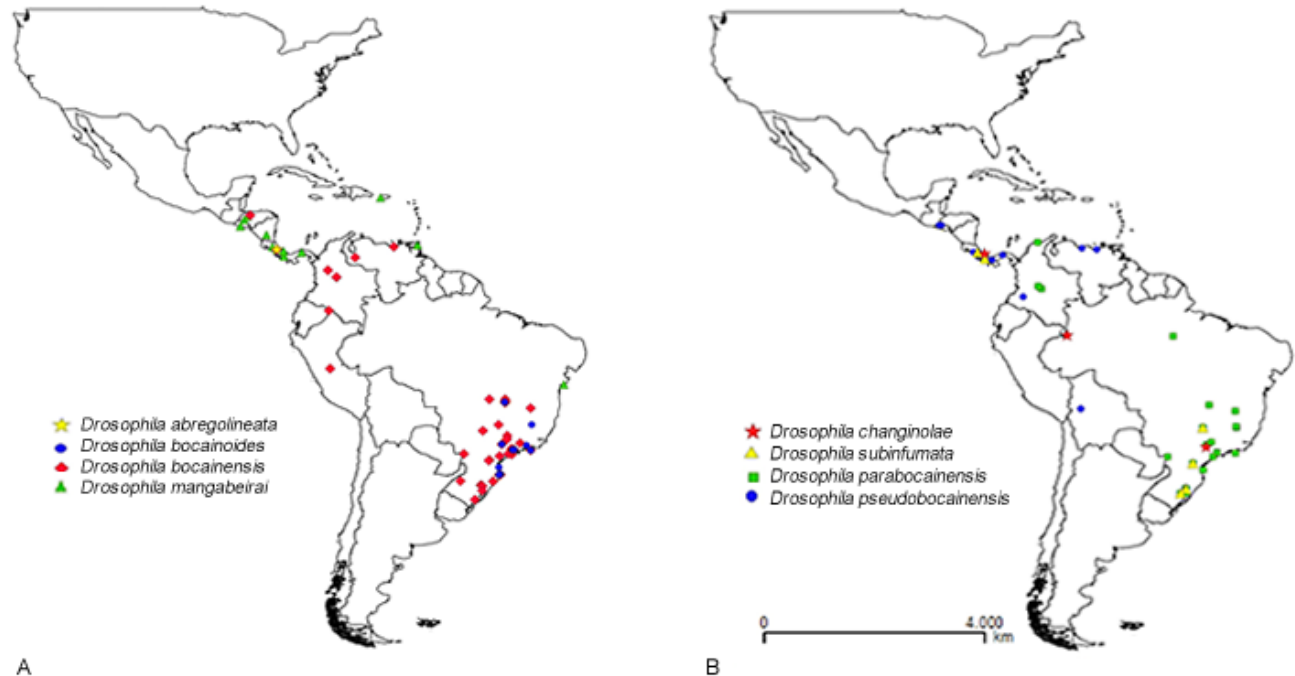 Drosophila abregolineata
Drosophila bocainoides
Drosophila bocainensis
Drosophila mangabeirai
A
Drosophila changinolae
Drosophila subinfumata
Drosophila parabocainensis
Drosophila pseudobocainensis
0 4.000
km
B